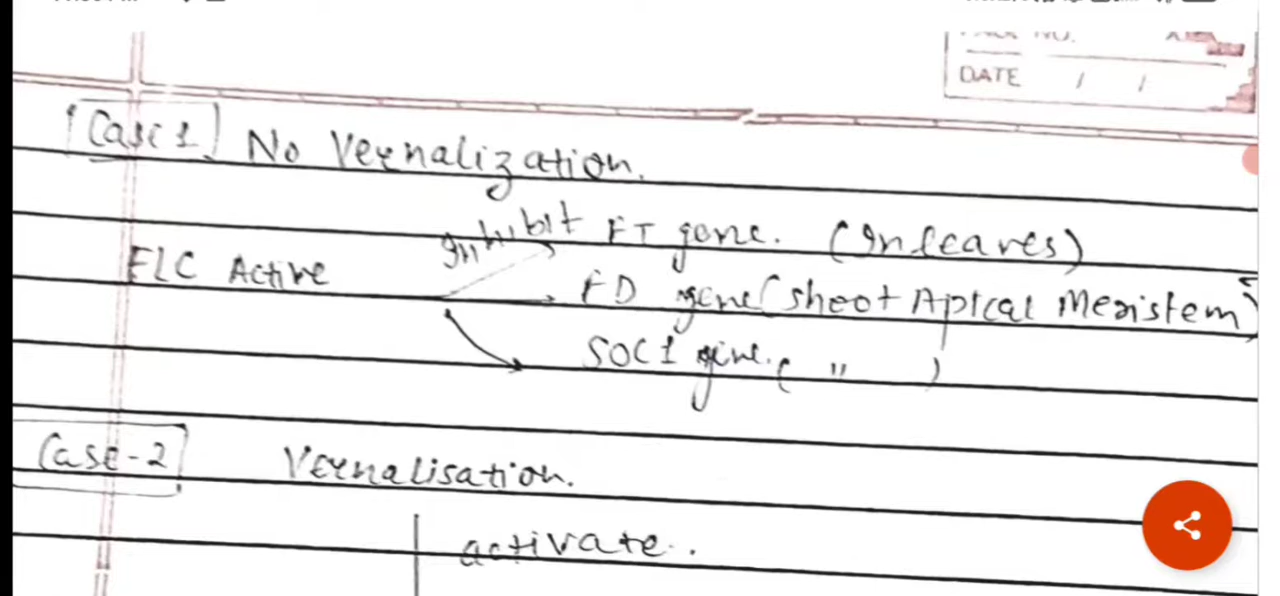 DATE / /
Case 1 No Vernalization.
Inhibit FT gene. (In leaves)
FLC Active
FD gene (Shoot Apical Meristem)
SOC1 gene. ( " )
Case-2 Vernalisation.
activate..